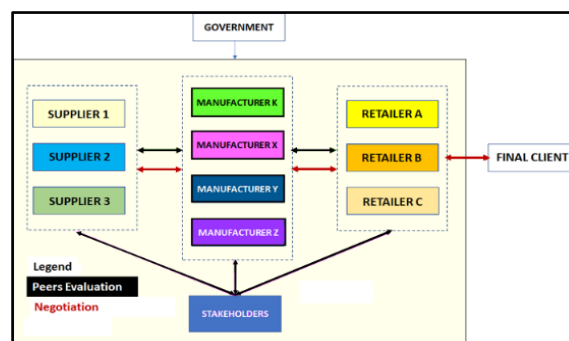 GOVERNMENT
SUPPLIER 1
SUPPLIER 2
SUPPLIER 3
MANUFACTURER K
MANUFACTURER X
MANUFACTURER Y
MANUFACTURER Z
RETAILER A
RETAILER B
RETAILER C
FINAL CLIENT
Legend
Peers Evaluation
Negotiation
STAKEHOLDERS